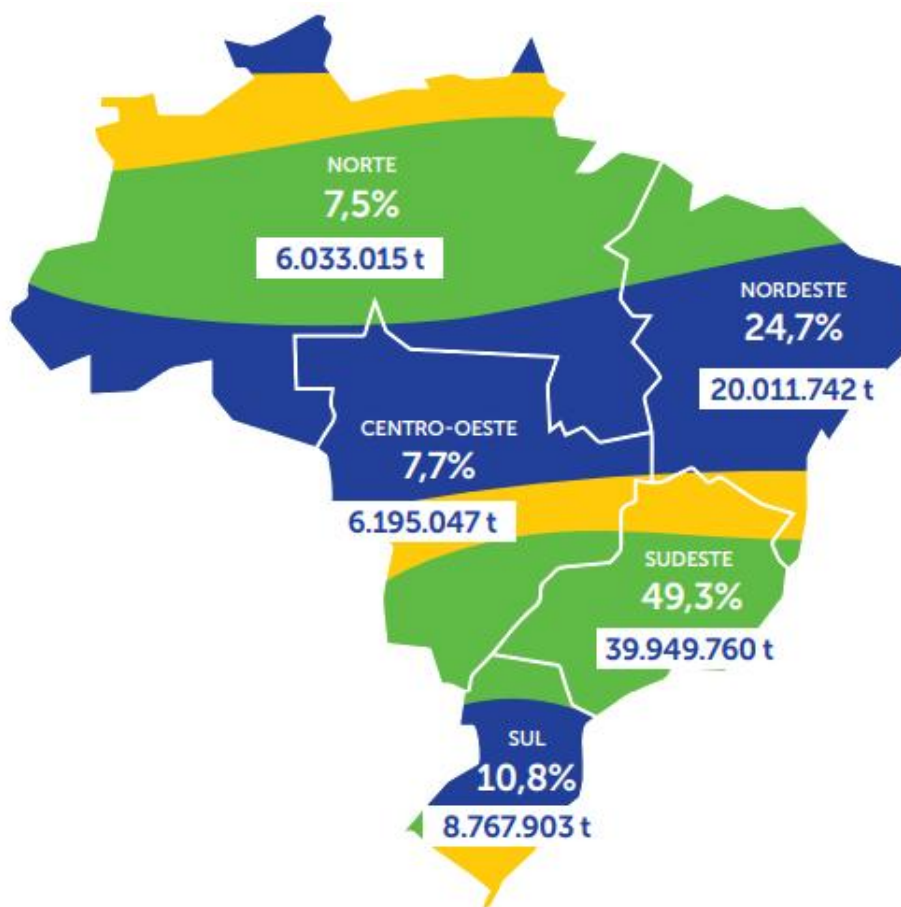 NORTE
7,5%
6.033.015 t
NORDESTE
24,7%
20.011.742 t
CENTRO-OESTE
7,7%
6.195.047 t
SUDESTE
49,3%
39.949.760 t
SUL
10,8%
8.767.903 t